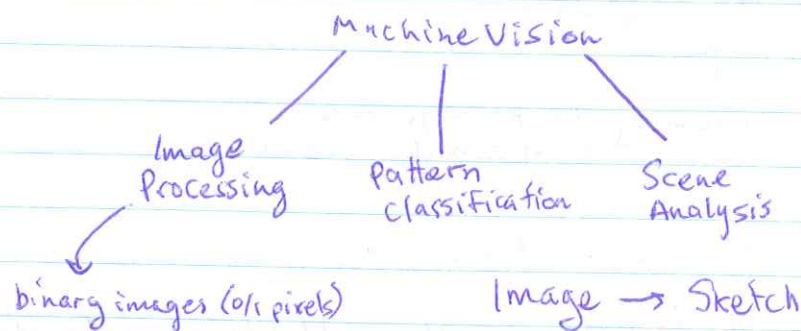 Machine Vision
Image
Processing
Pattern
Classification
Scene
Analysis
binary images (0/1 pixels)
Image → Sketch